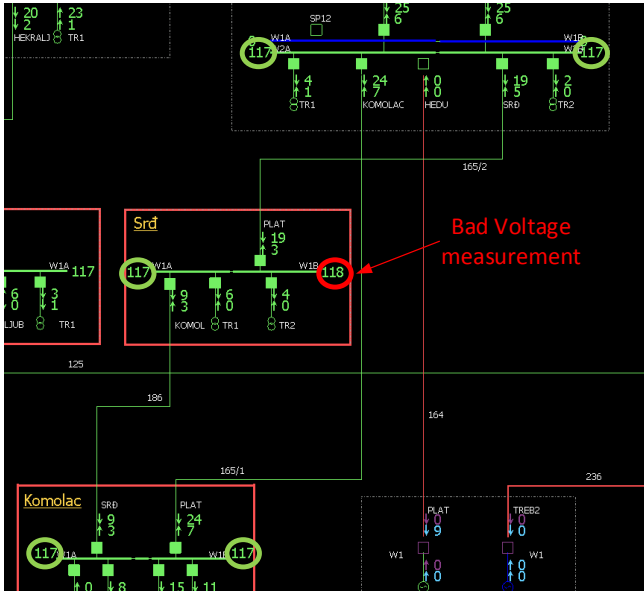 20 23
2 1
HEKRALJ TR1
SP12
25 25
6 6
W1A W1B
117 W2A 117
4 24 0 19 2
1 7 0 5 0
TR1 KOMOLAC HEDU SRĐ TR2
165/2
Srđ
PLAT
19
3
Bad Voltage
measurement
W1A 117
117 W1A W1B 118
6 3
0 1
LJUB TR1
9 6 4
3 0 0
KOMOL TR1 TR2
125
186
164
165/1
236
Komolac
SRĐ PLAT
9 24
3 7
117 W1A W1B 117
0 8 15 11
PLAT TREB2
0 0
9 0
W1 W1
0 0
0 0